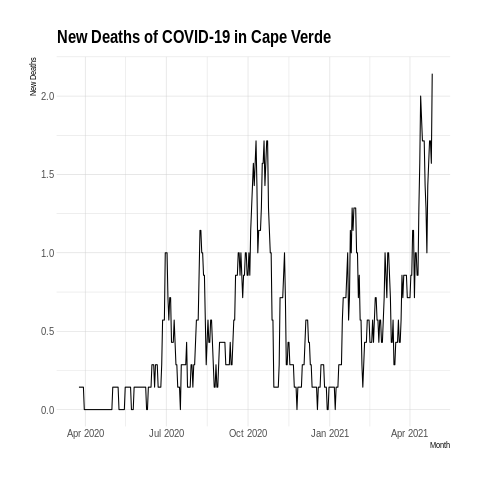 New Deaths of COVID-19 in Cape Verde
New Deaths
2.0
1.5
1.0
0.5
0.0
Apr 2020 Jul 2020 Oct 2020 Jan 2021 Apr 2021
Month